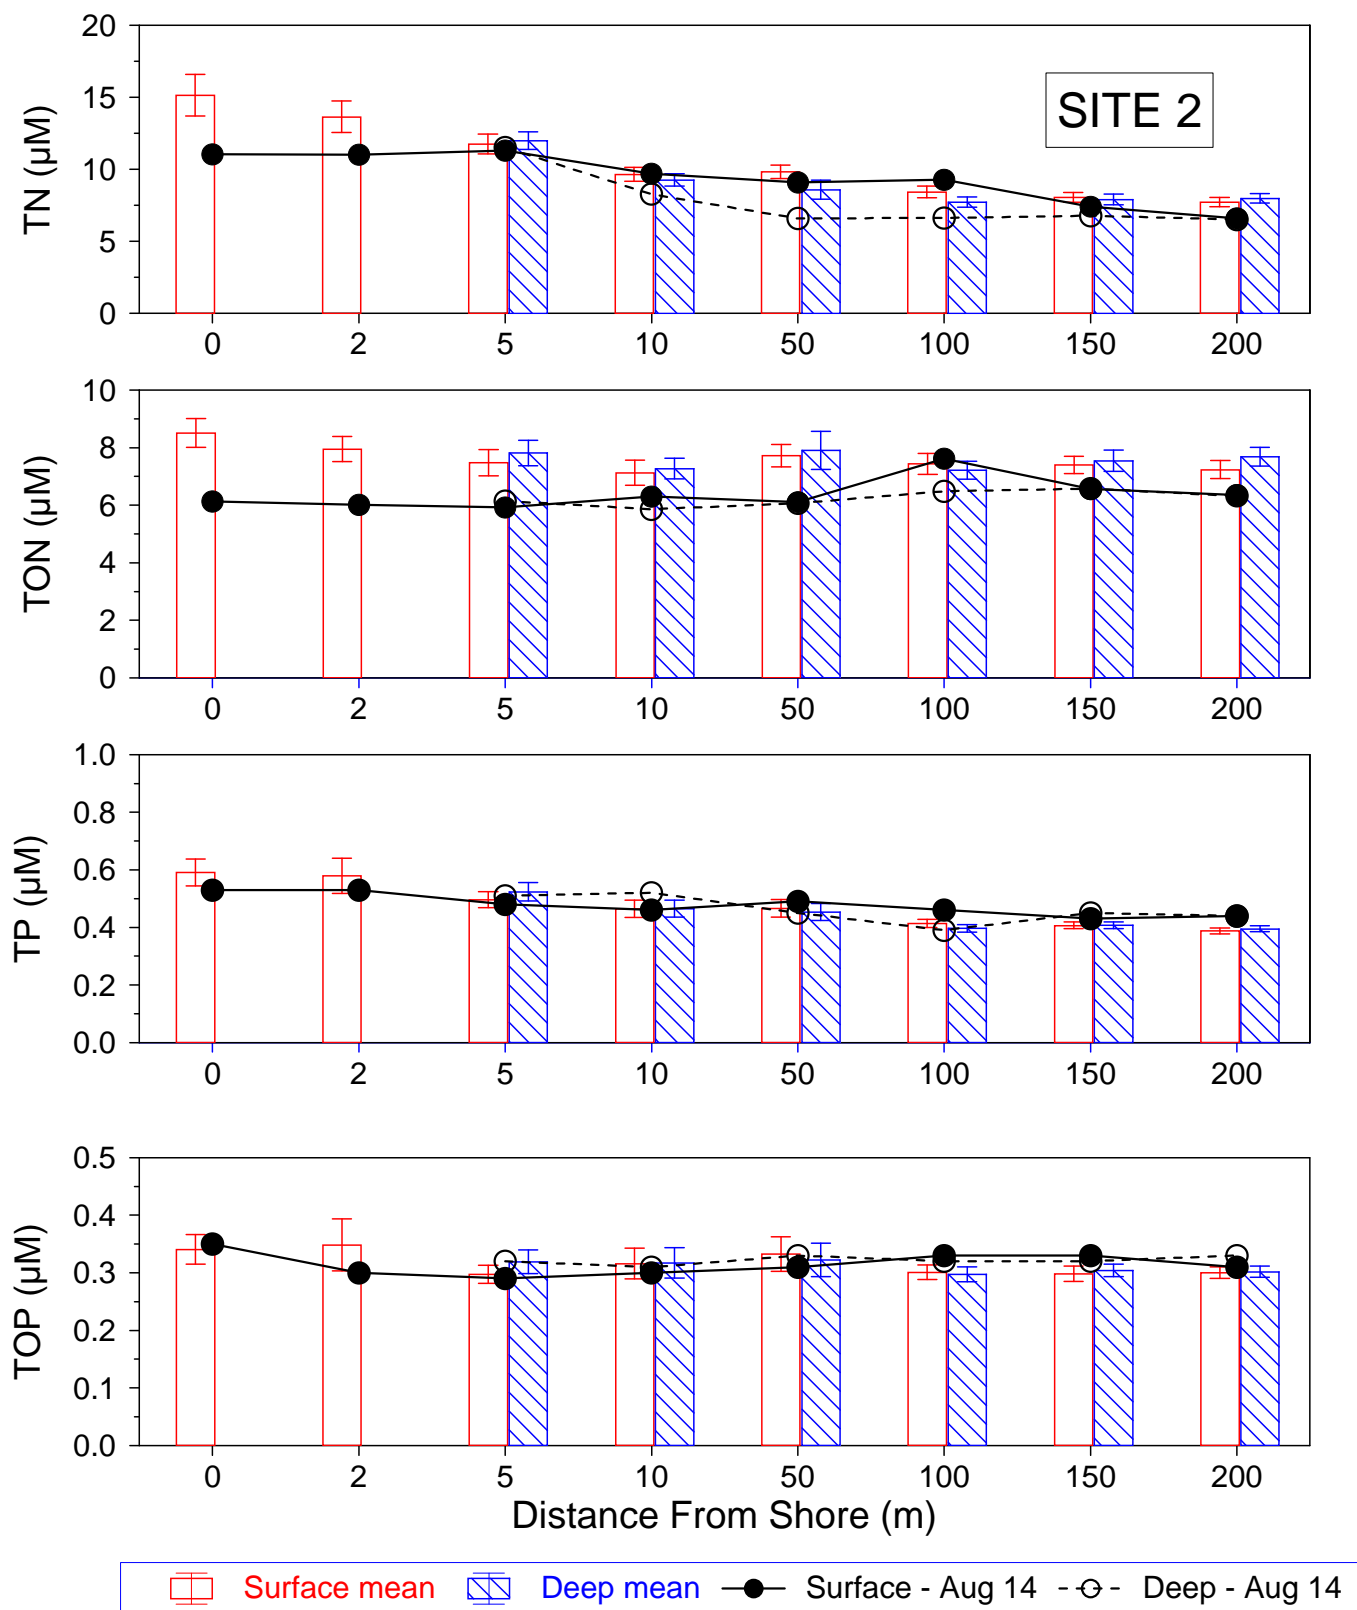 20
15
10
5
0
TN (µM)
SITE 2
0 2 5 10 50 100 150 200
10
8
6
4
2
0
TON (µM)
0 2 5 10 50 100 150 200
1.0
0.8
0.6
0.4
0.2
0.0
TP (µM)
0 2 5 10 50 100 150 200
0.5
0.4
0.3
0.2
0.1
0.0
TOP (µM)
0 2 5 10 50 100 150 200
Distance From Shore (m)
Surface mean Deep mean Surface - Aug 14 Deep - Aug 14